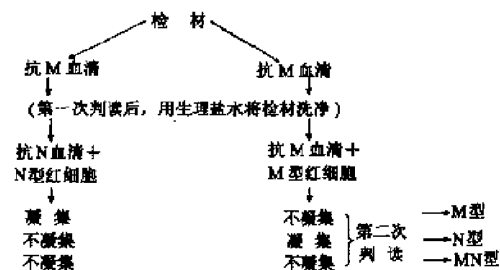 检 材
抗M血清 抗M血清
(第一次判读后，用生理盐水将检材洗净)
抗N血清+ 抗M血清+
N型红细胞 M型红细胞
凝 集 不凝集 M型
不凝集 凝 集 第二次 N型
不凝集 不凝集 判 读 MN型